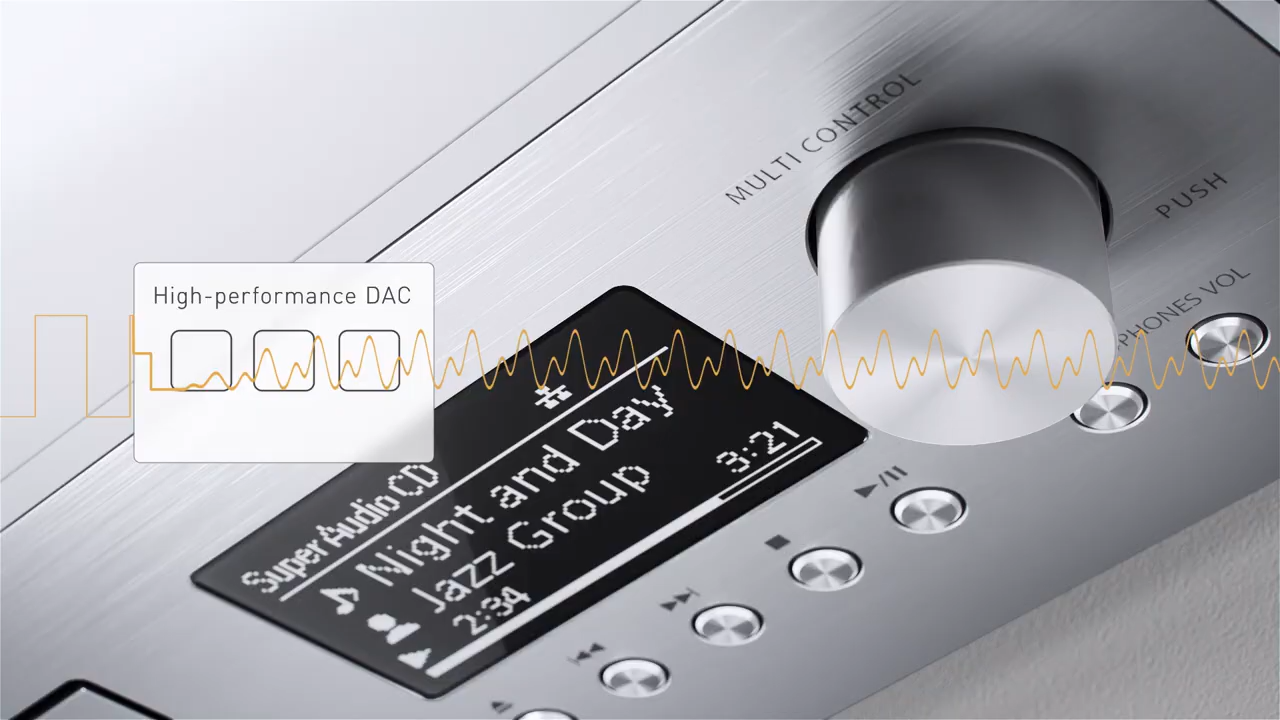 MULTI CONTROL
PUSH
PHONES VOL
High-performance DAC
Super Audio CD
Night and Day
Jazz Group
2:34
3:21